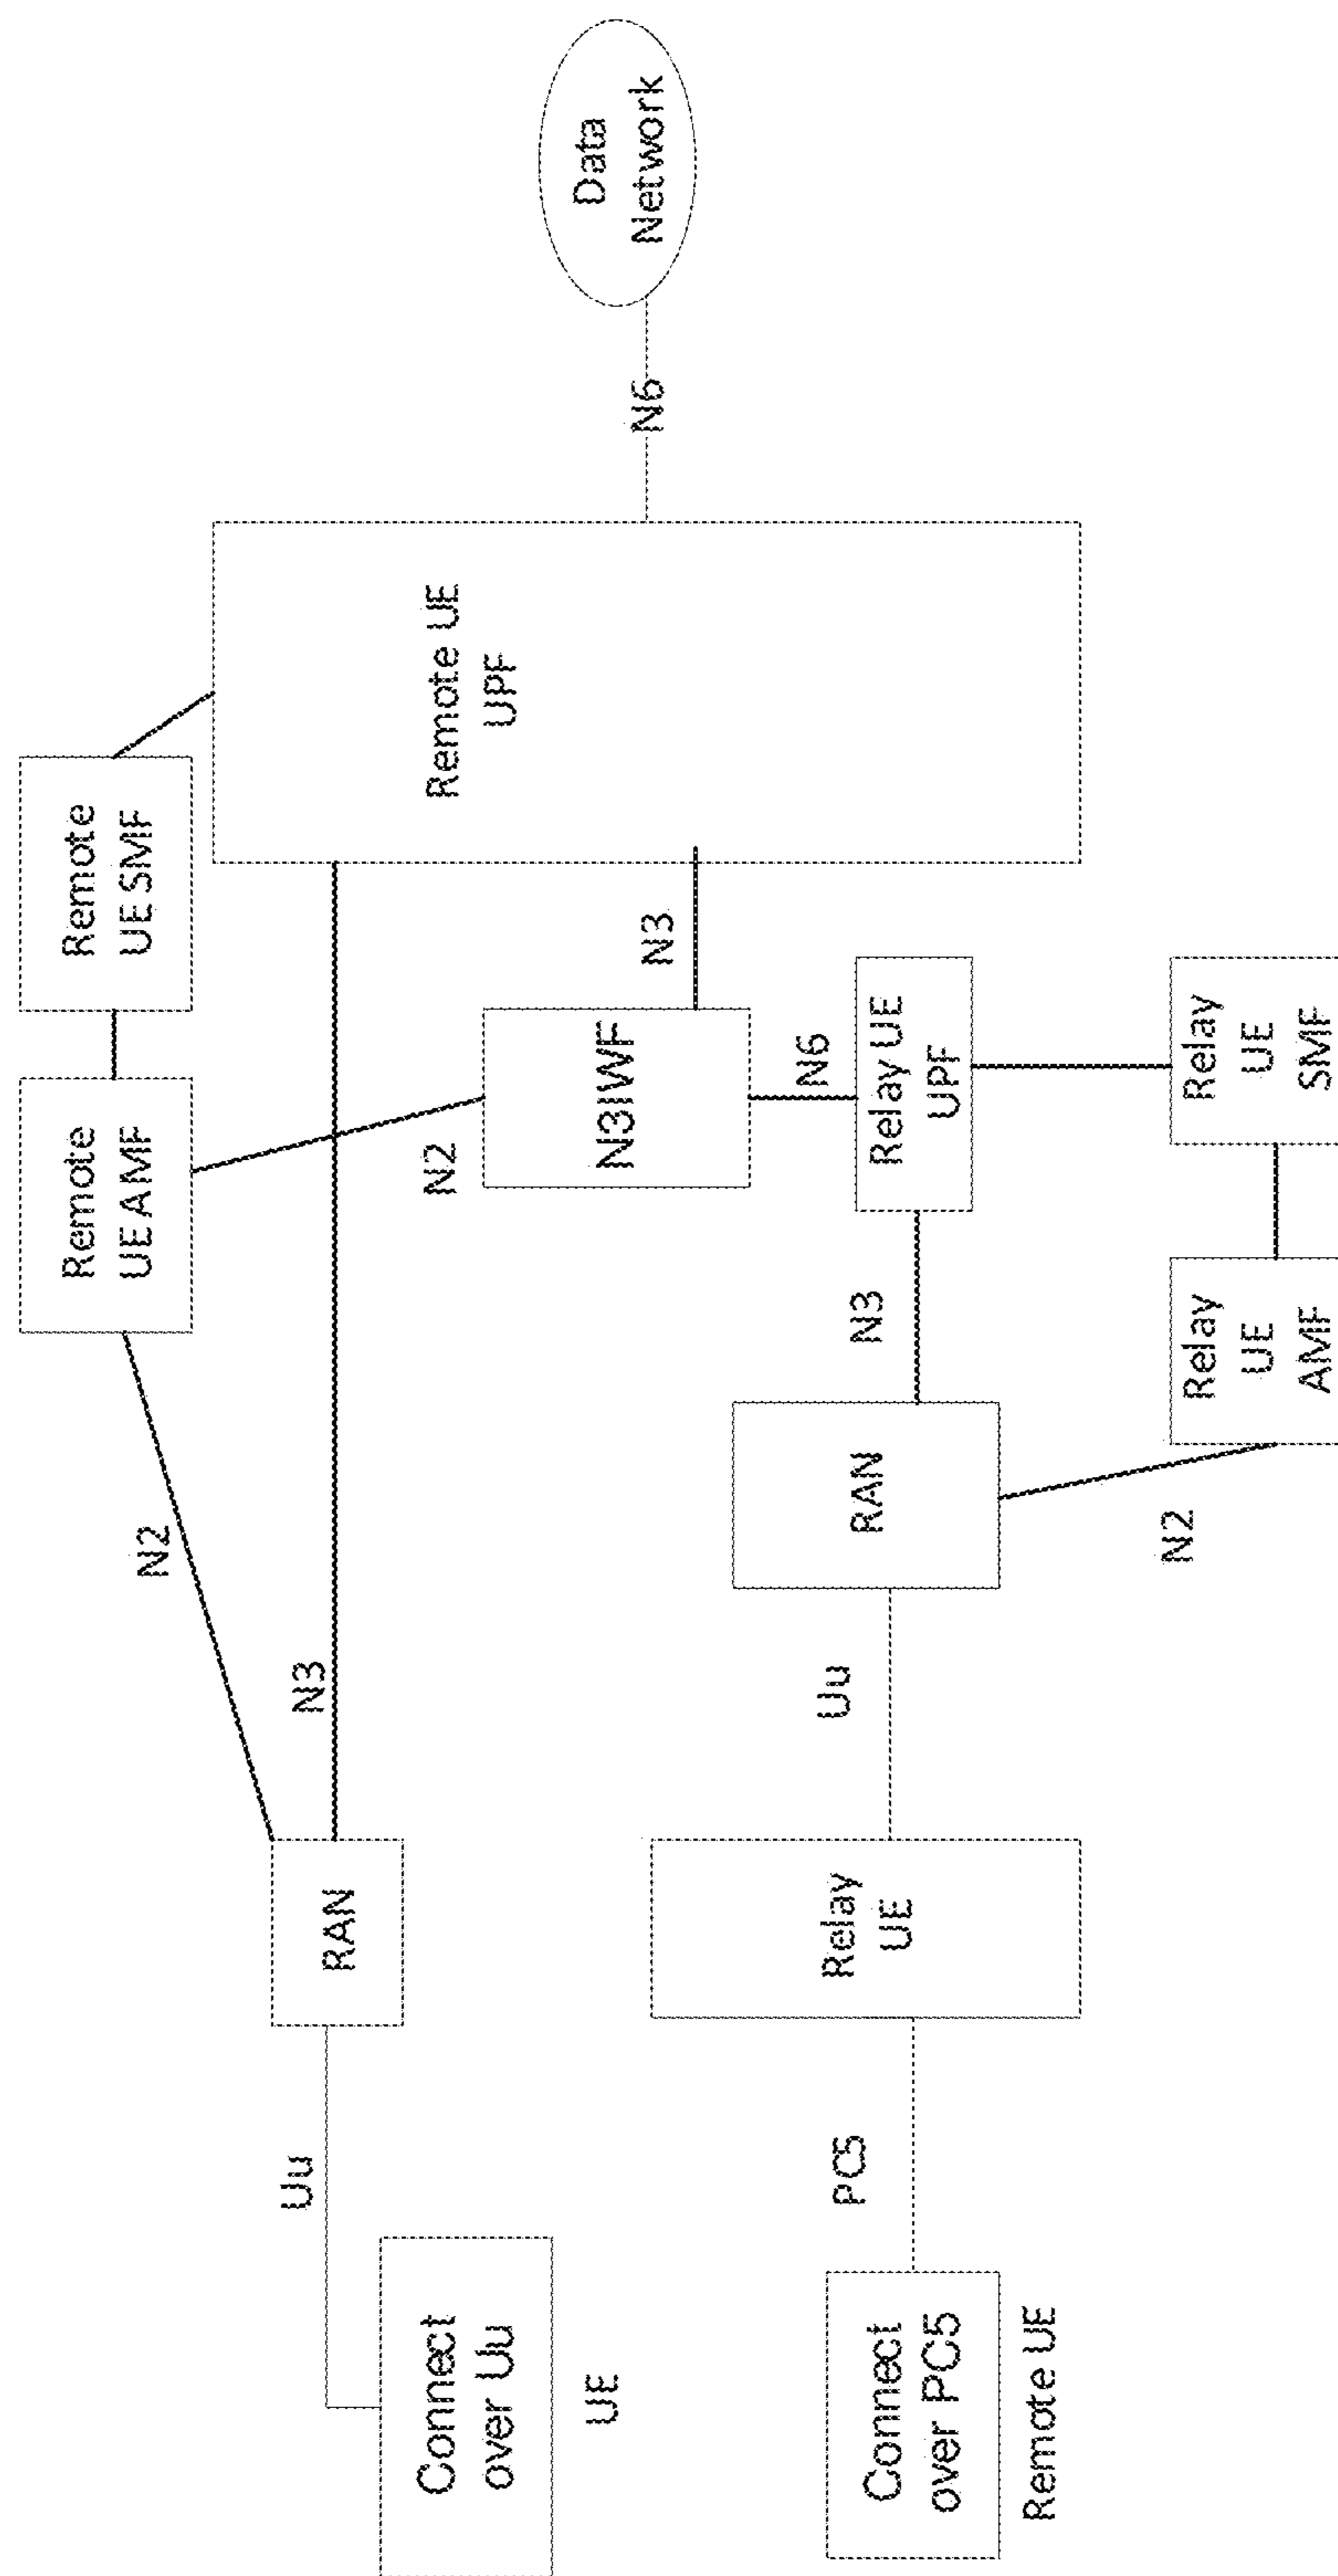 Remote
UE AMF
Remote
UE SMF
N2
N3
N2
Uu
RAN
Remote UE
UPF
Connect
over Uu
UE
N3IWF
N3
N6
Data
Network
N6
Connect
over PC5
Remote UE
PC5
Relay
UE
Uu
RAN
N3
Relay UE
UPF
N2
Relay
UE
AMF
Relay
UE
SMF